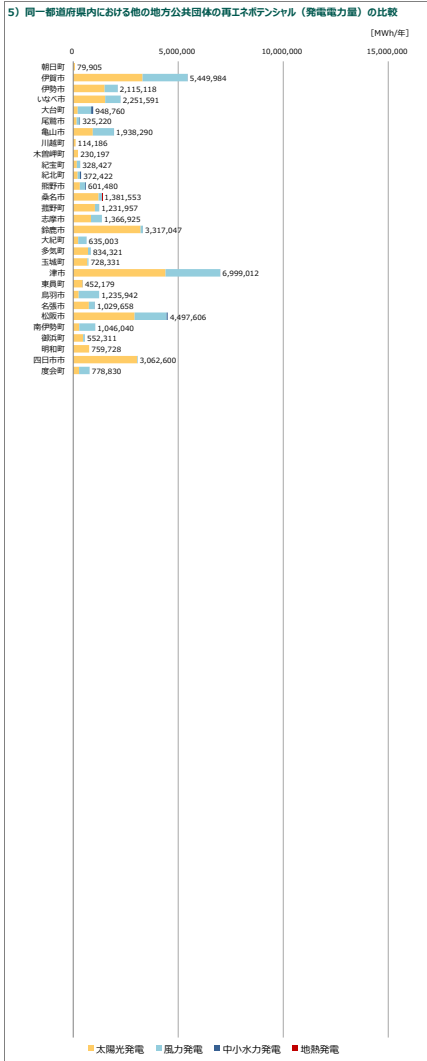 5）同一都道府県内における他の地方公共団体の再エネポテンシャル（発電電力量）の比較
[MWh/年]
0 5,000,000 10,000,000 15,000,000
朝日町 79,905
伊賀市 5,449,984
伊勢市 2,115,118
いなべ市 2,251,591
大台町 948,760
尾鷲市 325,220
亀山市 1,938,290
川越町 114,186
木曽岬町 230,197
紀宝町 328,427
紀北町 372,422
熊野市 601,480
桑名市 1,381,553
菰野町 1,231,957
志摩市 1,366,925
鈴鹿市 3,317,047
大紀町 635,003
多気町 834,321
玉城町 728,331
津市 6,999,012
東員町 452,179
鳥羽市 1,235,942
名張市 1,029,658
松阪市 4,497,606
南伊勢町 1,046,040
御浜町 552,311
明和町 759,728
四日市市 3,062,600
度会町 778,830
太陽光発電 風力発電 中小水力発電 地熱発電